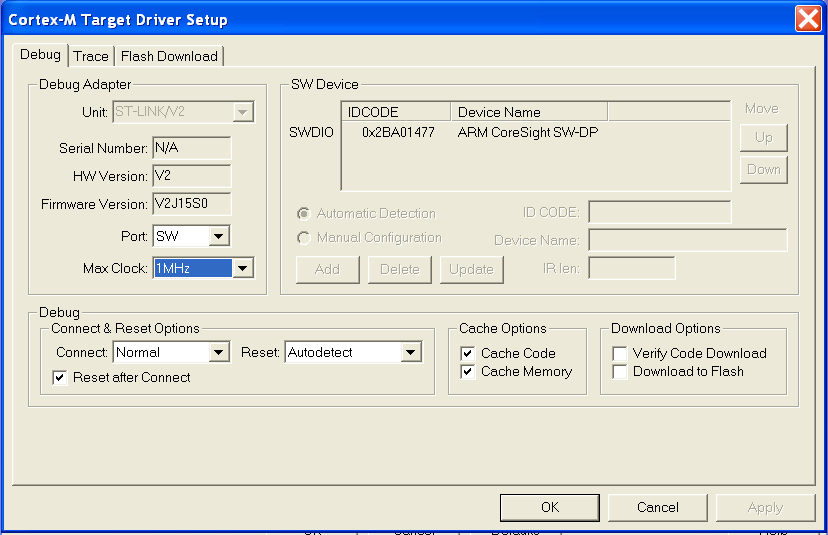 Cortex-M Target Driver Setup
Debug Trace Flash Download
Debug Adapter
Unit: ST-LINK/V2
Serial Number: N/A
HW Version: V2
Firmware Version: V2J15S0
Port: SW
Max Clock: 1MHz
SW Device
IDCODE Device Name
SWDIO 0x2BA01477 ARM CoreSight SW-DP
Move
Up
Down
Automatic Detection ID CODE:
Manual Configuration Device Name:
Add Delete Update IR len:
Debug
Connect & Reset Options
Connect: Normal Reset: Autodetect
Reset after Connect
Cache Options
Cache Code
Cache Memory
Download Options
Verify Code Download
Download to Flash
OK Cancel Apply